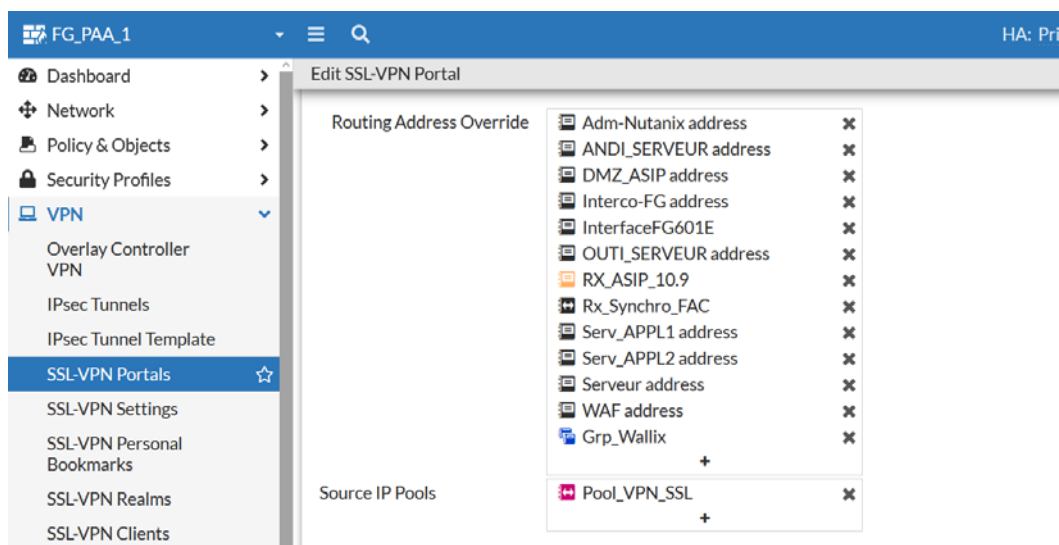 FG_PAA_1
HA: Pri
Dashboard
Network
Policy & Objects
Security Profiles
VPN
Overlay Controller
VPN
IPsec Tunnels
IPsec Tunnel Template
SSL-VPN Portals
SSL-VPN Settings
SSL-VPN Personal
Bookmarks
SSL-VPN Realms
SSL-VPN Clients
Edit SSL-VPN Portal
Routing Address Override
Adm-Nutanix address
ANDI_SERVEUR address
DMZ_ASIP address
Interco-FG address
InterfaceFG601E
OUTI_SERVEUR address
RX_ASIP_10.9
Rx_Synchro_FAC
Serv_APPL1 address
Serv_APPL2 address
Serveur address
WAF address
Grp_Wallix
+
Source IP Pools
Pool_VPN_SSL
+